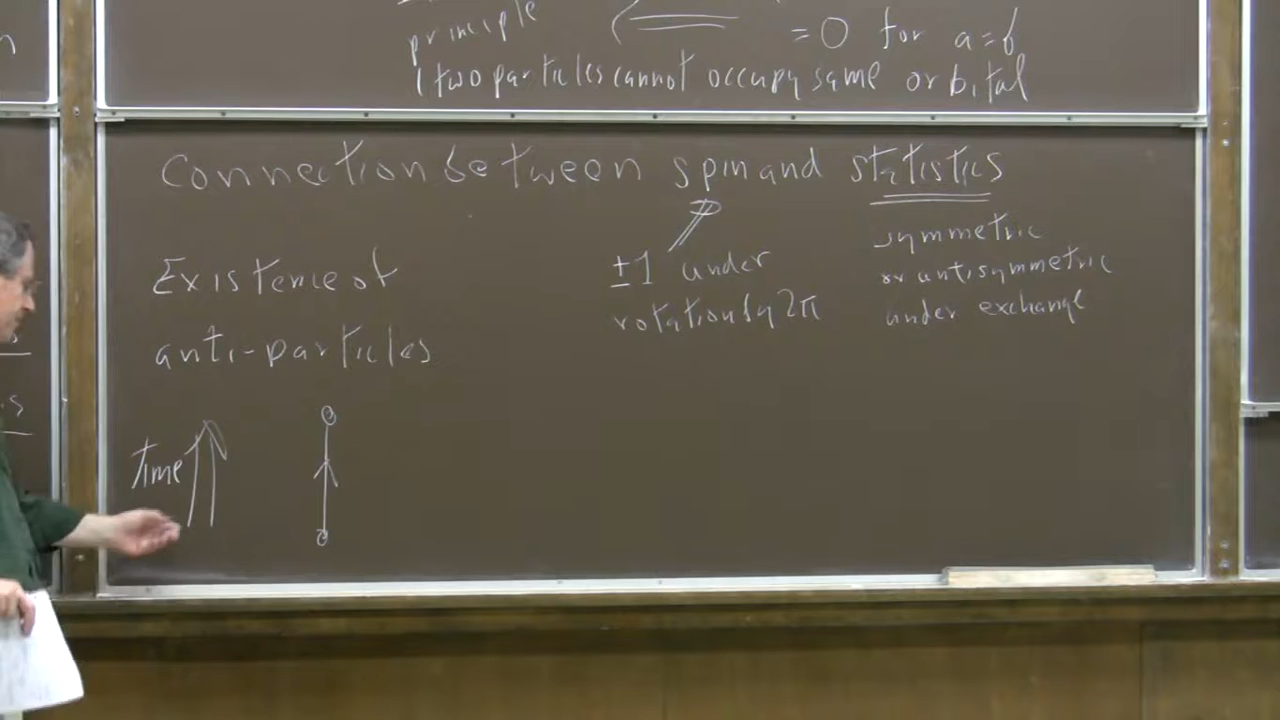 principle
= 0 for a=b
(two particles cannot occupy same orbital
Connection between spin and statistics
±1 under
rotation by 2π
symmetric
or antisymmetric
under exchange
Existence of
anti-particles
Time